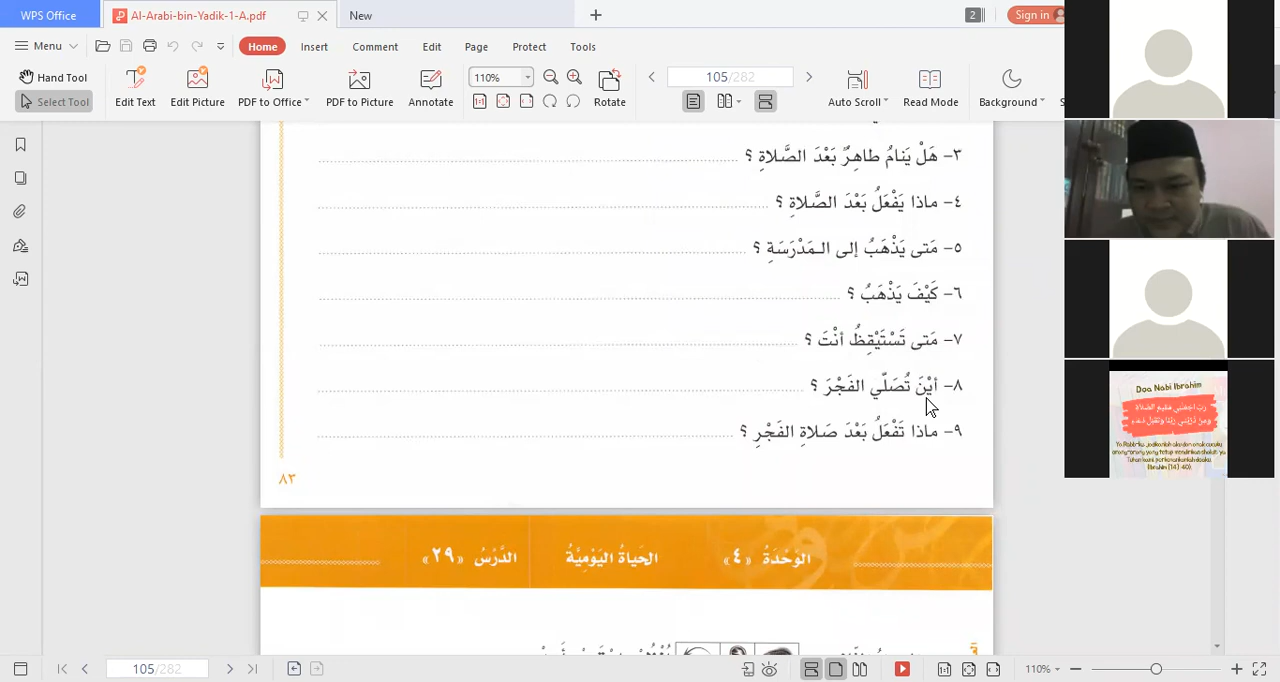 WPS Office
Al-Arabi-bin-Yadik-1-A.pdf
New
2
Sign in
Menu
Home
Insert
Comment
Edit
Page
Protect
Tools
Hand Tool
Select Tool
Edit Text
Edit Picture
PDF to Office
PDF to Picture
Annotate
110%
Rotate
105/282
Auto Scroll
Read Mode
Background
٣- هَلْ يَنامُ طاهِرٌ بَعْدَ الصَّلاةِ ؟
٤- ماذا يَفْعَلُ بَعْدَ الصَّلاةِ ؟
٥- مَتى يَذْهَبُ إلى الـمَدْرَسَةِ ؟
٦- كَيْفَ يَذْهَبُ ؟
٧- مَتى تَسْتَيْقِظُ أنْتَ ؟
٨- أيْنَ تُصَلّي الفَجْرَ ؟
٩- ماذا تَفْعَلُ بَعْدَ صَلاةِ الفَجْرِ ؟
٨٣
الوَحْدَةُ «٤»
الحَياةُ اليَوْمِيَّةُ
الدَّرْسُ «٢٩»
Doa Nabi Ibrahim
105/282
110%